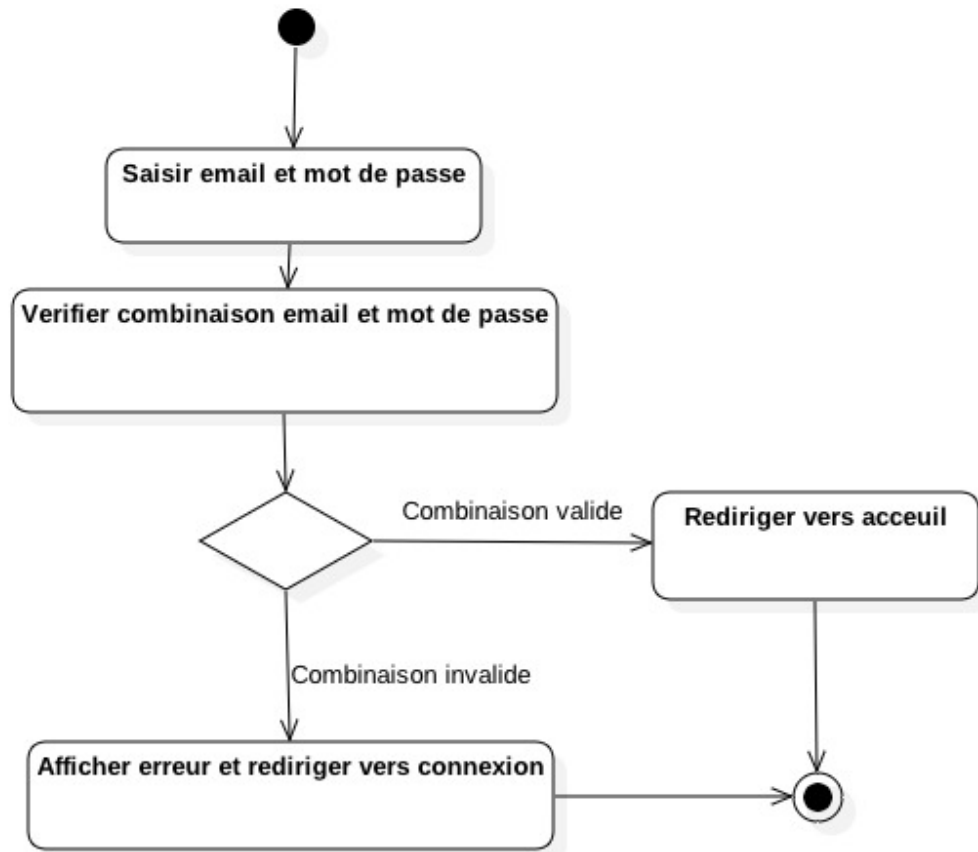 Saisir email et mot de passe
Verifier combinaison email et mot de passe
Combinaison valide
Rediriger vers acceuil
Combinaison invalide
Afficher erreur et rediriger vers connexion